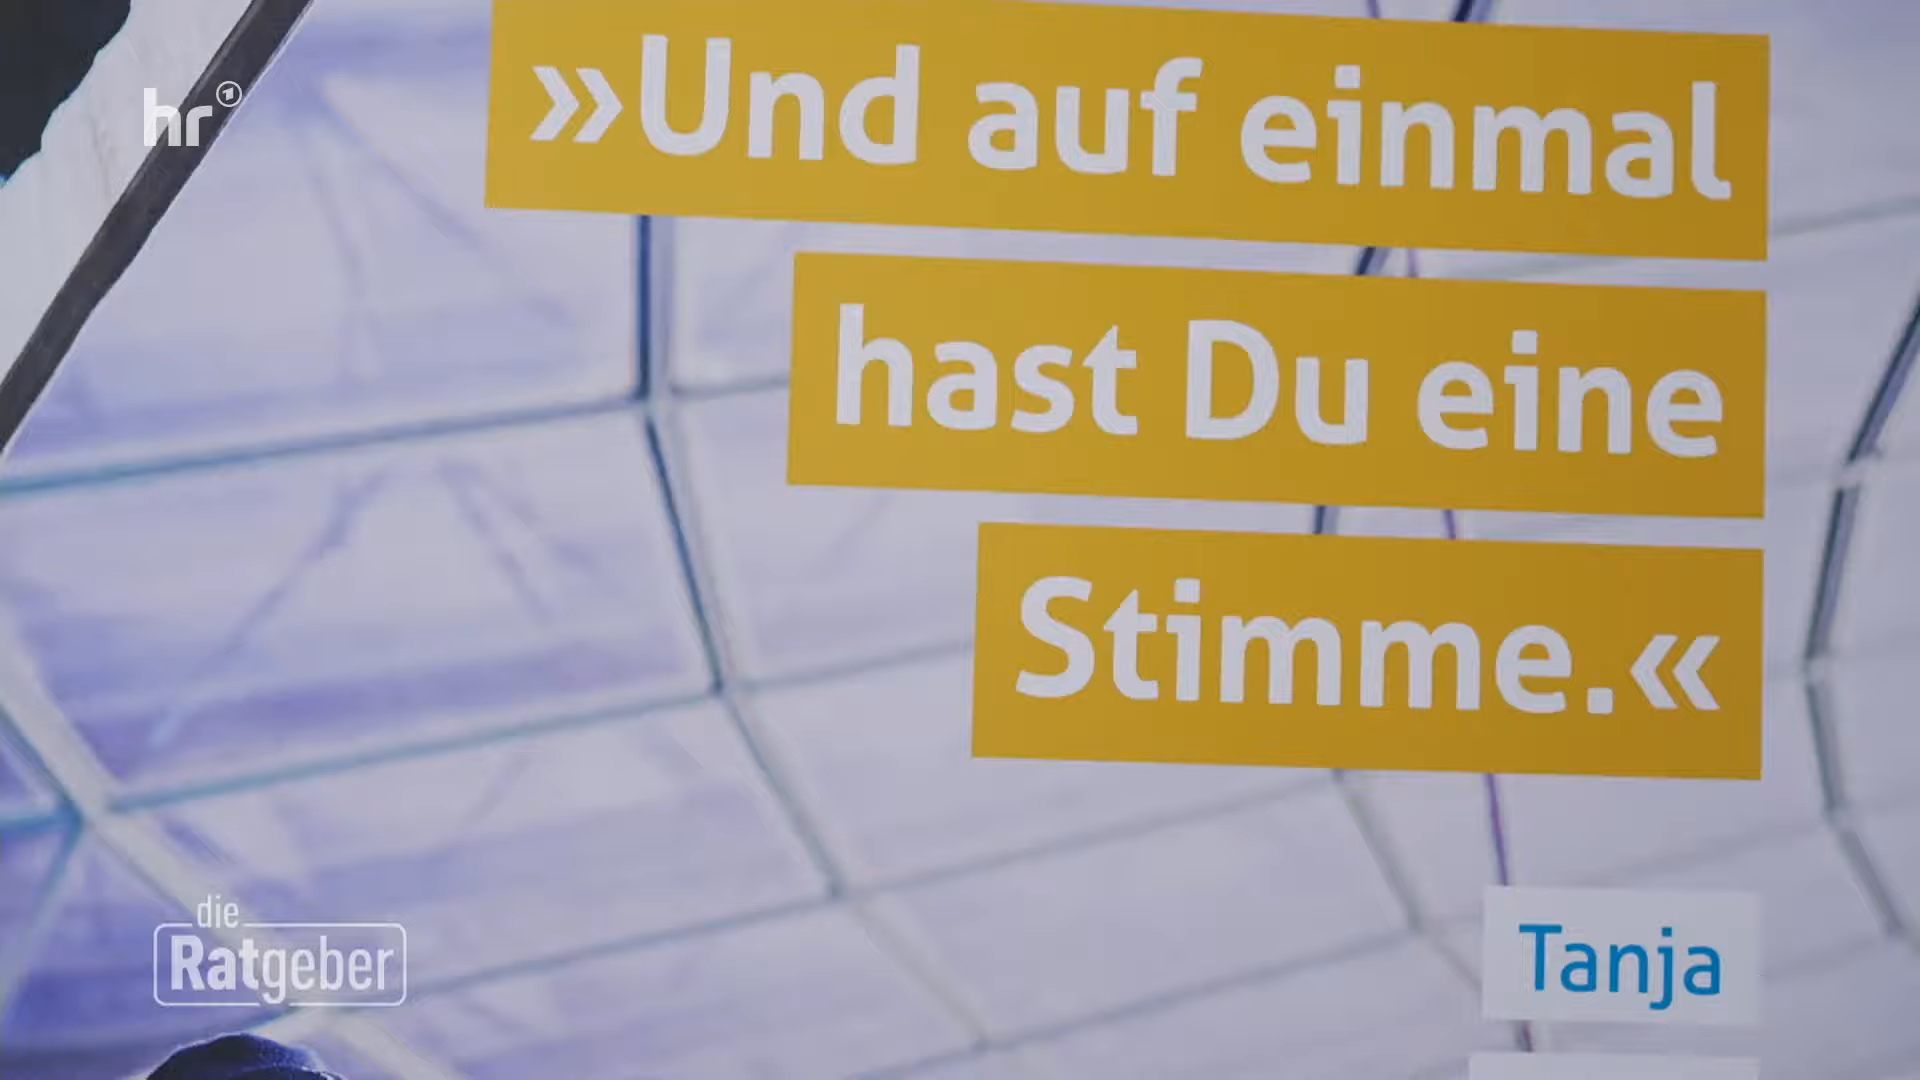 hr
»Und auf einmal
hast Du eine
Stimme.«
Tanja
die
Ratgeber